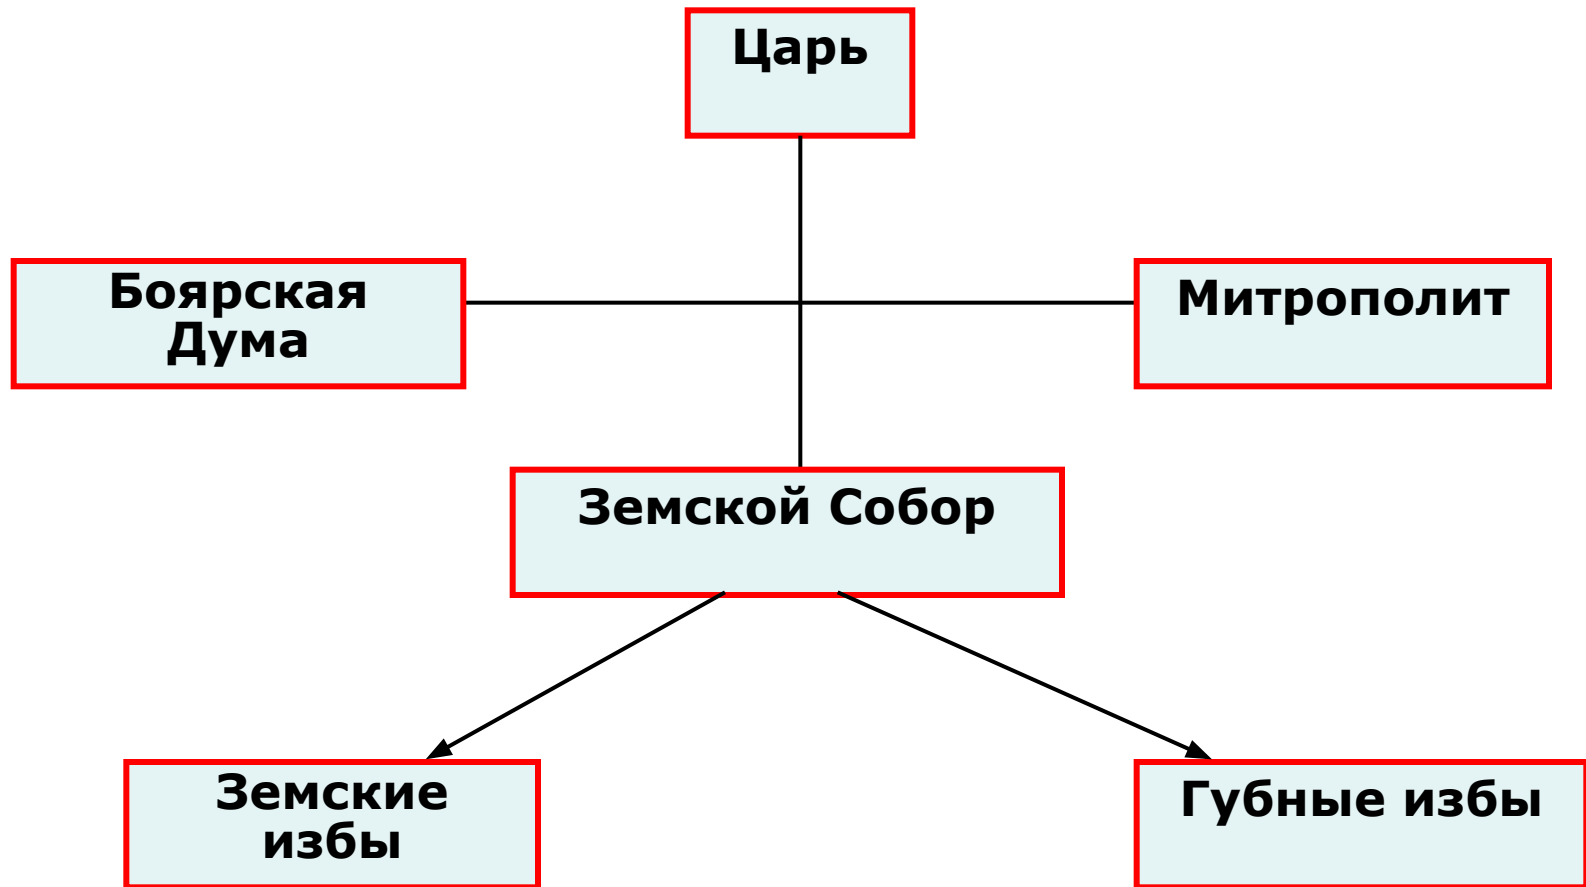 Царь
Боярская
Дума
Митрополит
Земской Собор
Земские
избы
Губные избы